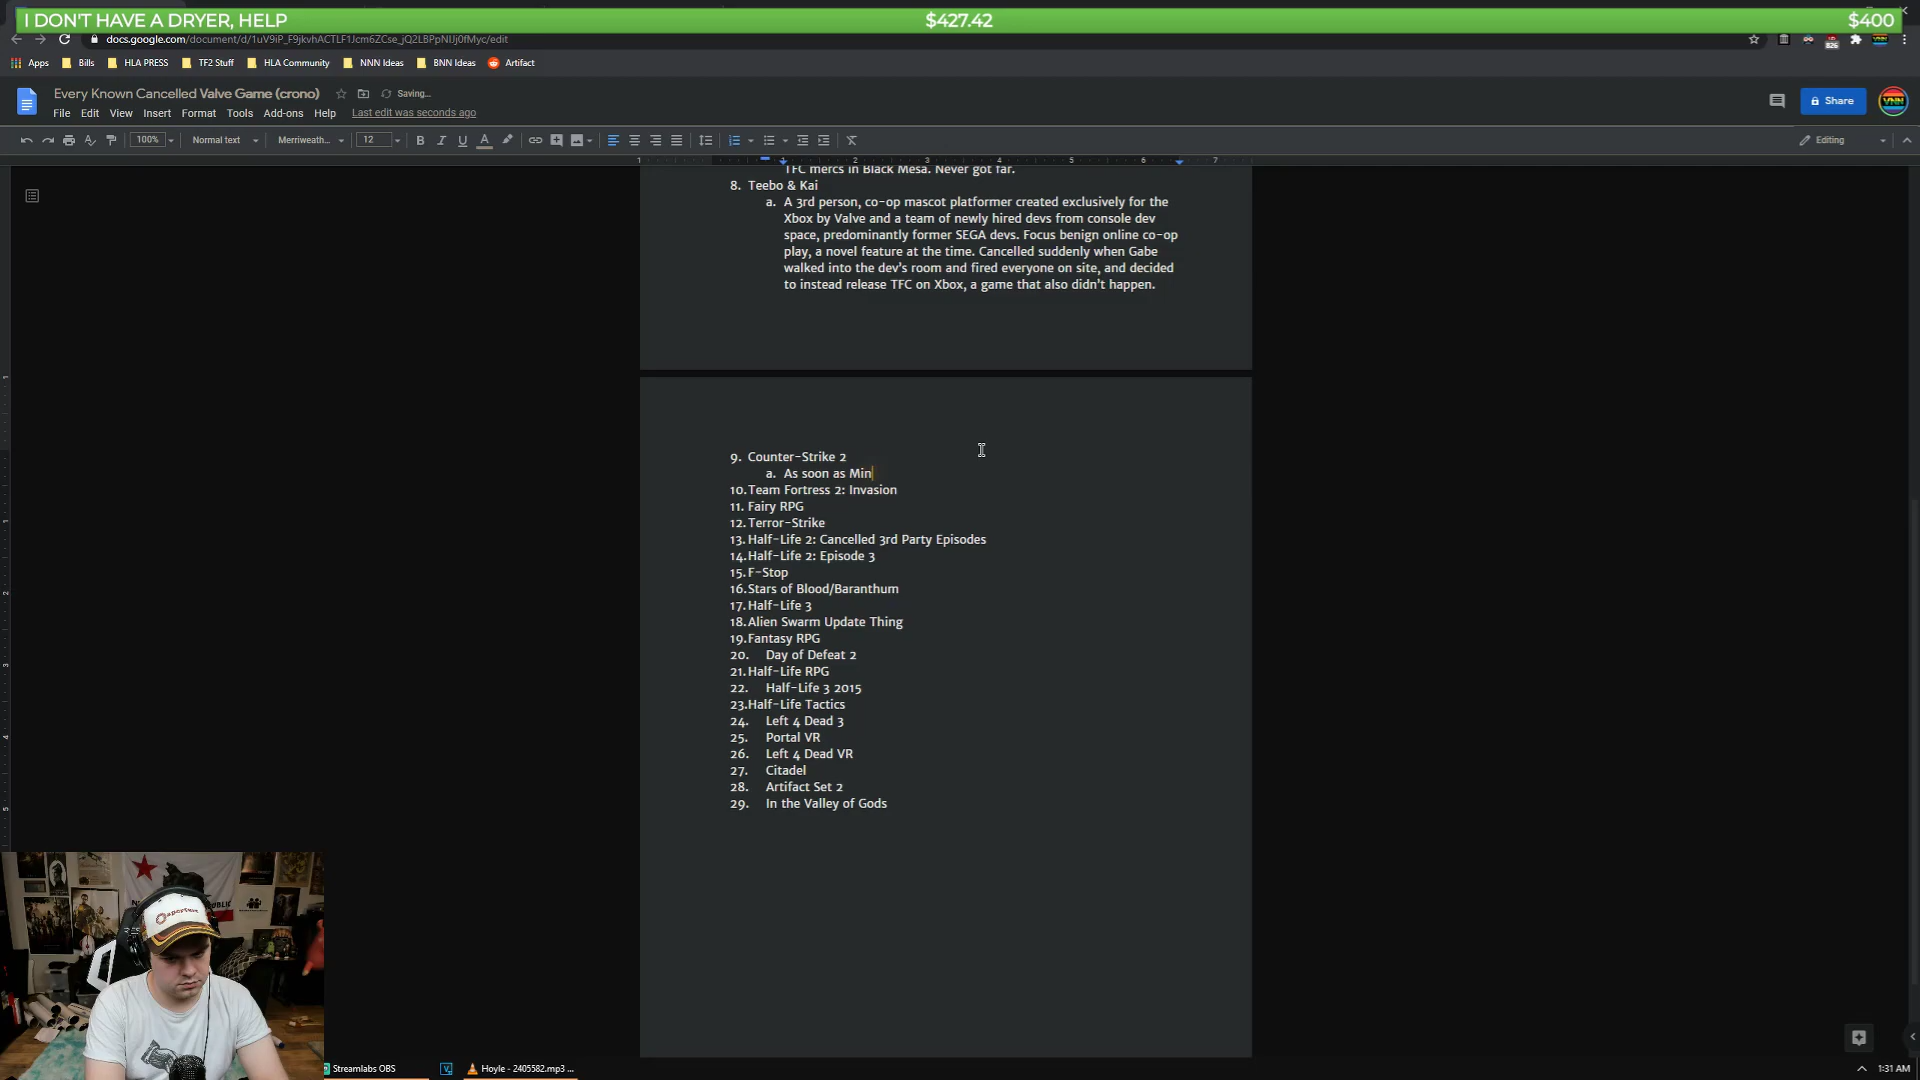 I DON'T HAVE A DRYER, HELP $427.42 $400
docs.google.com/document/d/1uV9iP_F9jkvhACTLF1Jcm6ZCse_jQ2LBPpNlJj0fMyc/edit
Apps Bills HLA PRESS TF2 Stuff HLA Community NNN Ideas BNN Ideas Artifact
Every Known Cancelled Valve Game (crono) Saving...
Share
VNN
File Edit View Insert Format Tools Add-ons Help Last edit was seconds ago
100% Normal text Merriweath... 12 Editing
1 1 2 3 4 5 6 7
TFC mercs in Black Mesa. Never got far.
8. Teebo & Kai
a. A 3rd person, co-op mascot platformer created exclusively for the
Xbox by Valve and a team of newly hired devs from console dev
space, predominantly former SEGA devs. Focus benign online co-op
play, a novel feature at the time. Cancelled suddenly when Gabe
walked into the dev's room and fired everyone on site, and decided
to instead release TFC on Xbox, a game that also didn't happen.
9. Counter-Strike 2
a. As soon as Min
10. Team Fortress 2: Invasion
11. Fairy RPG
12. Terror-Strike
13. Half-Life 2: Cancelled 3rd Party Episodes
14. Half-Life 2: Episode 3
15. F-Stop
16. Stars of Blood/Baranthum
17. Half-Life 3
18. Alien Swarm Update Thing
19. Fantasy RPG
20. Day of Defeat 2
21. Half-Life RPG
22. Half-Life 3 2015
23. Half-Life Tactics
24. Left 4 Dead 3
25. Portal VR
26. Left 4 Dead VR
27. Citadel
28. Artifact Set 2
29. In the Valley of Gods
Streamlabs OBS Hoyle - 2405582.mp3 ... 1:31 AM